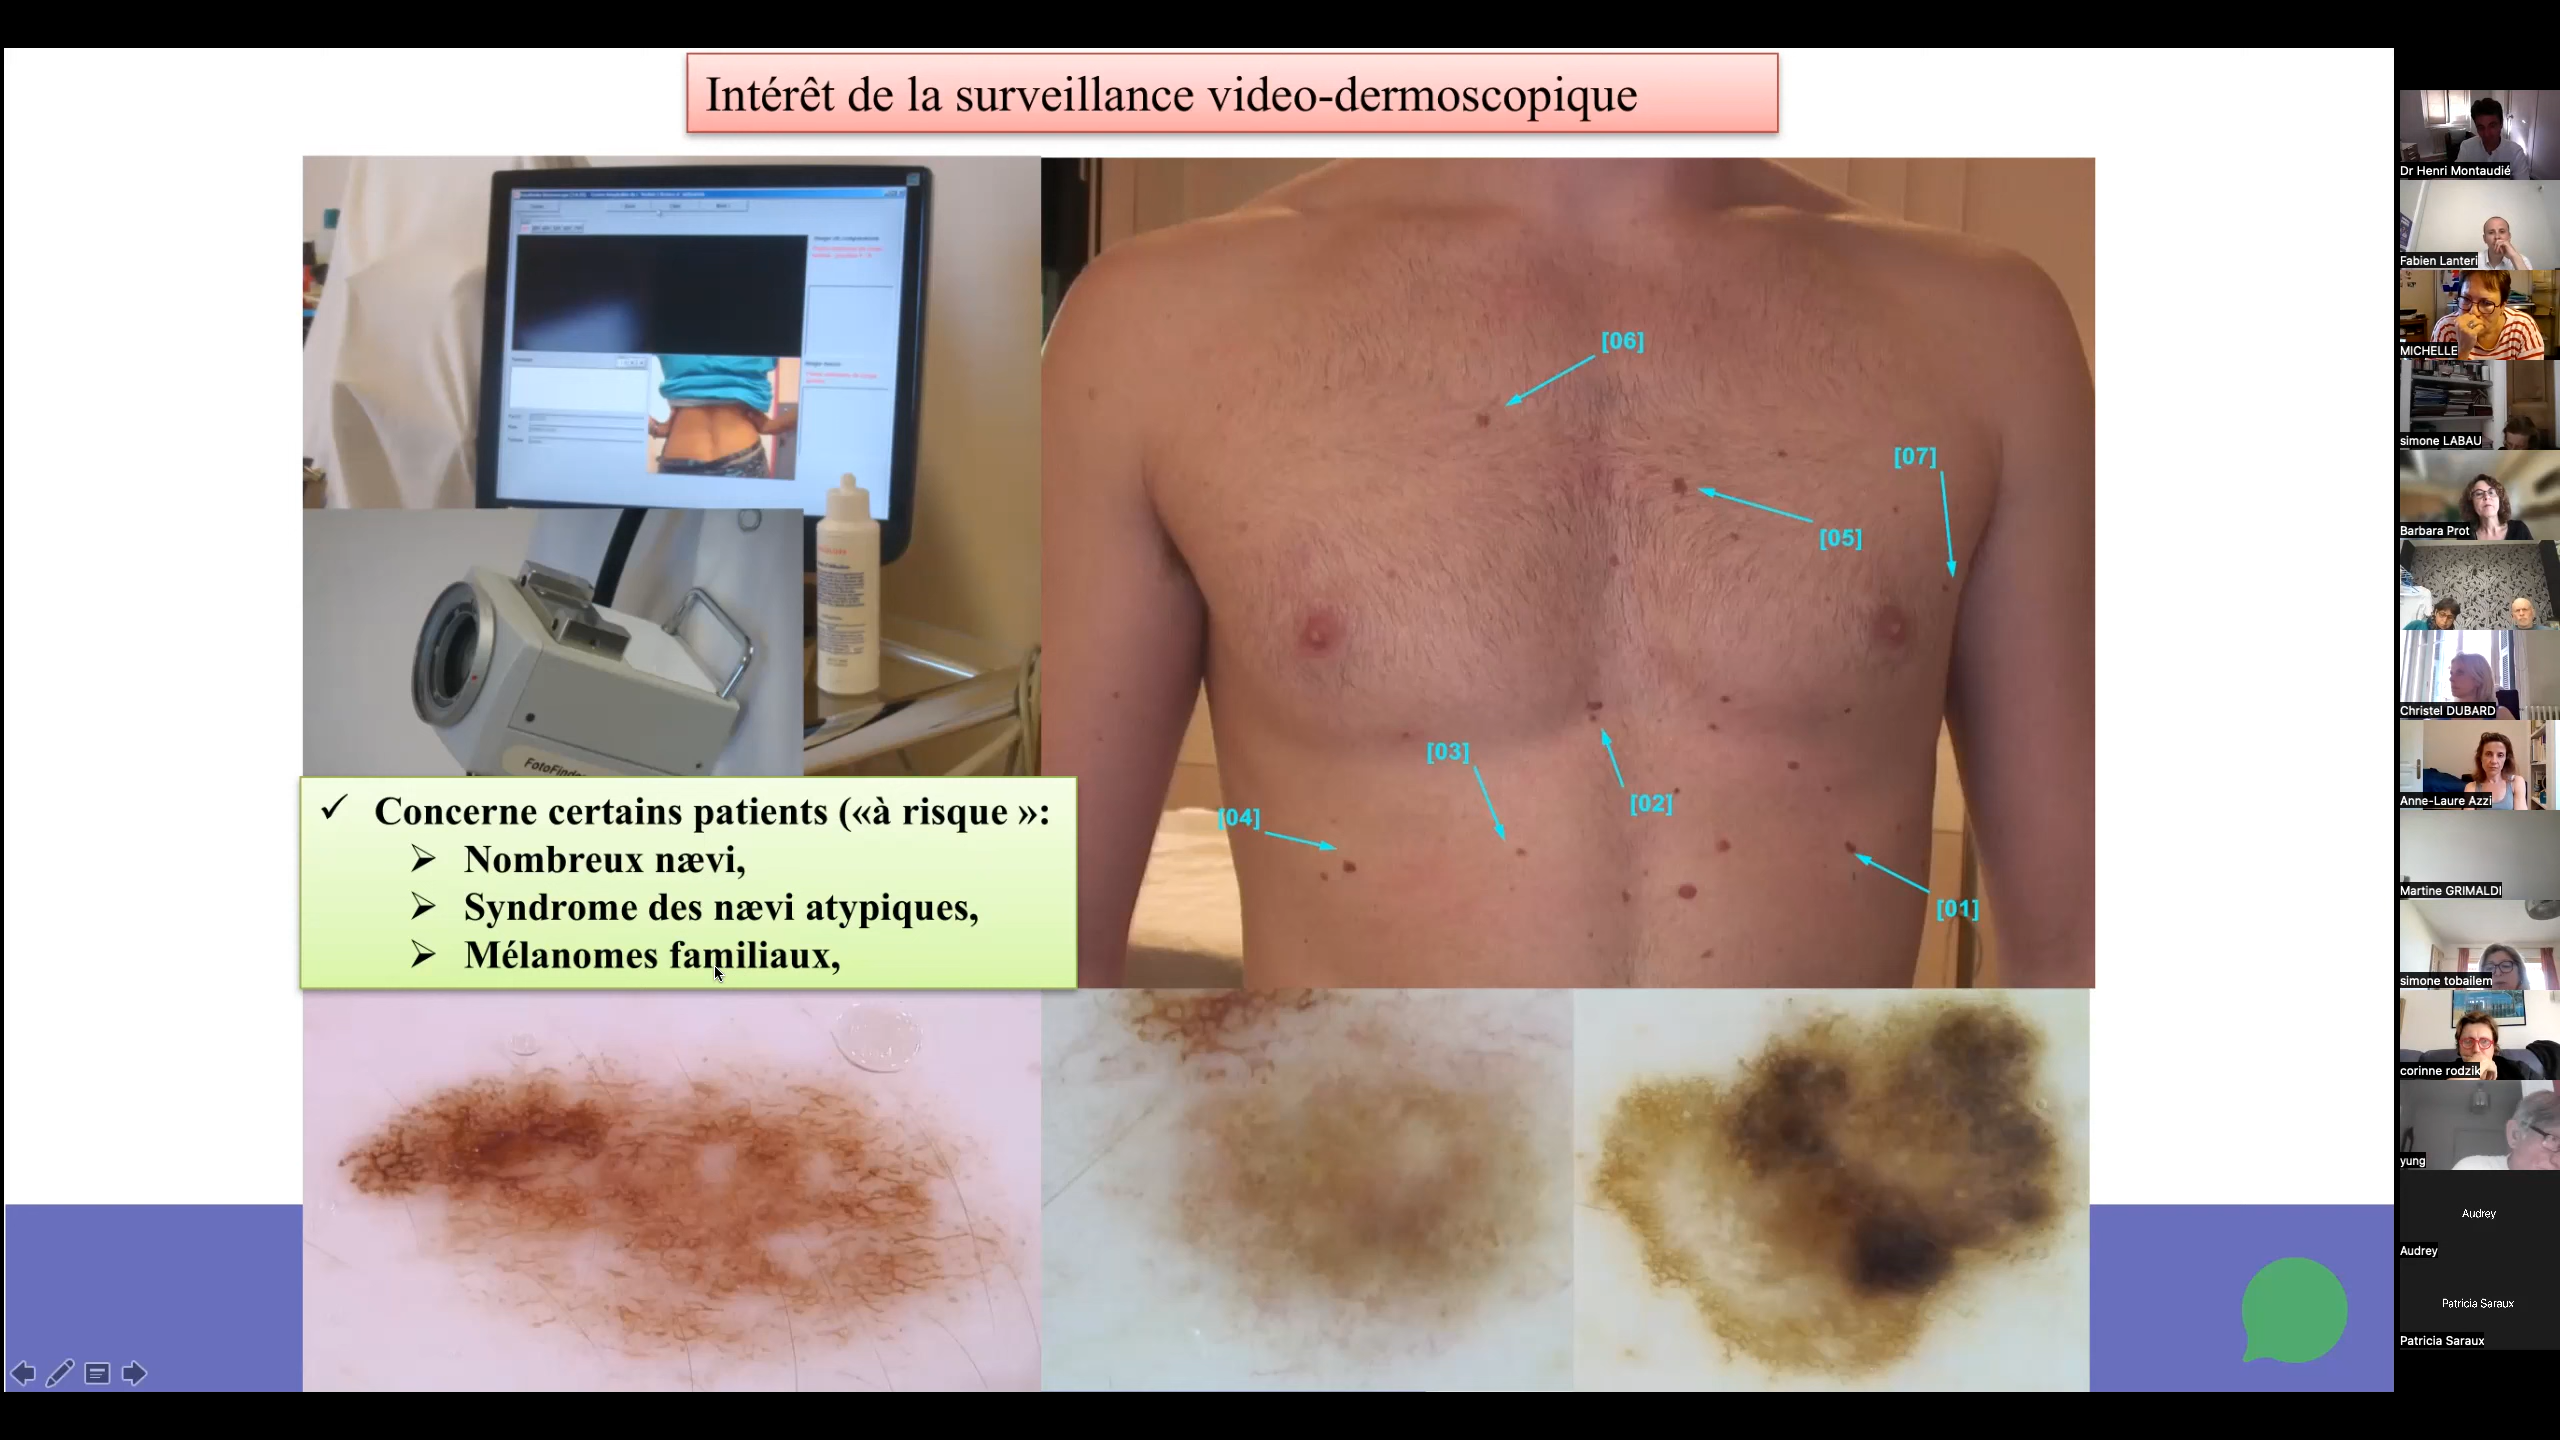 Intérêt de la surveillance video-dermoscopique
[06]
[07]
[05]
[03]
[02]
[04]
[01]
✓ Concerne certains patients («à risque »:
➢ Nombreux nævi,
➢ Syndrome des nævi atypiques,
➢ Mélanomes familiaux,
Dr Henri Montaudié
Fabien Lanteri
MICHELLE
simone LABAU
Barbara Prot
Christel DUBARD
Anne-Laure Azzi
Martine GRIMALDI
simone tobailem
corinne rodzik
yung
Audrey
Audrey
Patricia Saraux
Patricia Saraux